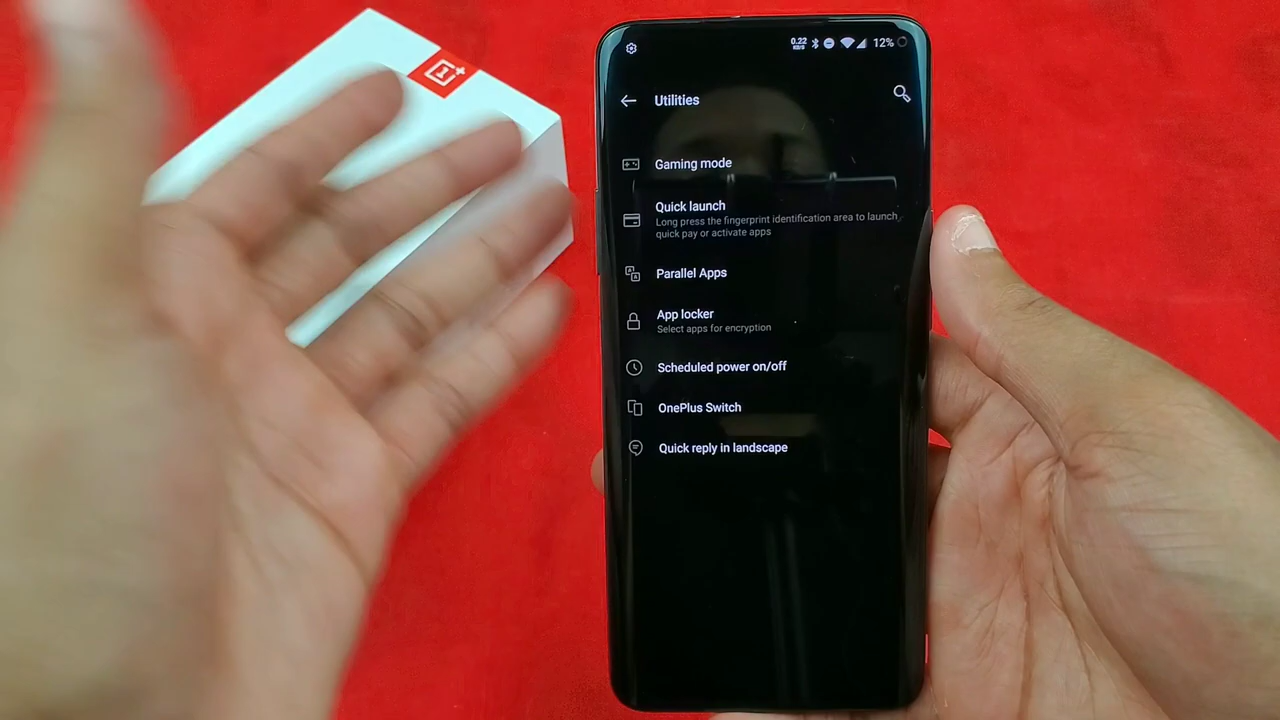 0.22
KB/S
12%
Utilities
Gaming mode
Quick launch
Long press the fingerprint identification area to launch
quick pay or activate apps
Parallel Apps
App locker
Select apps for encryption
Scheduled power on/off
OnePlus Switch
Quick reply in landscape
1+